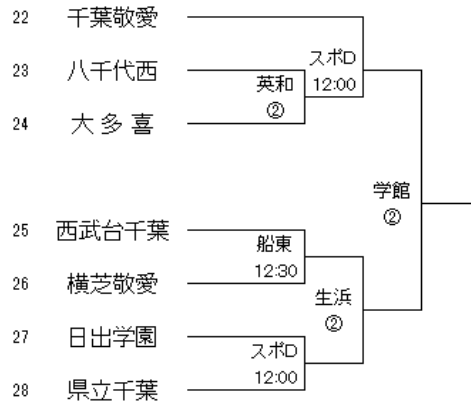 22 千葉敬愛
スポD
12:00
23 八千代西
英和
②
24 大多喜
学館
②
25 西武台千葉
船東
12:30
26 横芝敬愛
生浜
②
27 日出学園
スポD
12:00
28 県立千葉